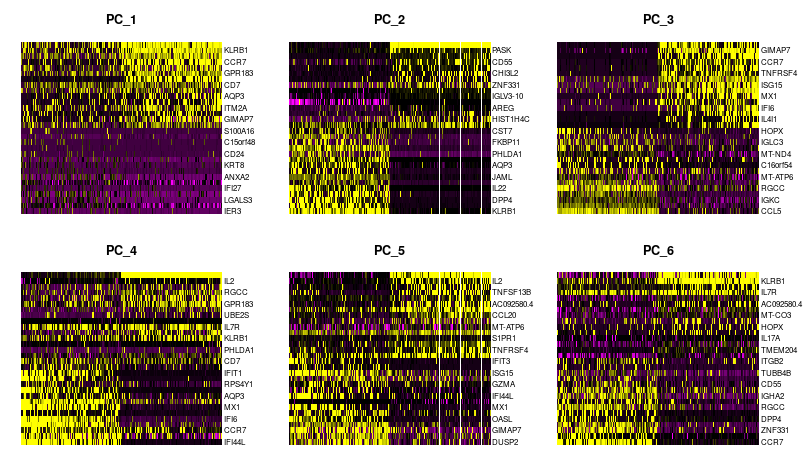 PC_1
KLRB1
CCR7
GPR183
CD7
AQP3
ITM2A
GIMAP7
S100A16
C15orf48
CD24
KRT8
ANXA2
IFI27
LGALS3
IER3
PC_2
PASK
CD55
CHI3L2
ZNF331
IGLV3-10
AREG
HIST1H4C
CST7
FKBP11
PHLDA1
AQP3
JAML
IL22
DPP4
KLRB1
PC_3
GIMAP7
CCR7
TNFRSF4
ISG15
MX1
IFI6
IL4I1
HOPX
IGLC3
MT-ND4
C16orf54
MT-ATP6
RGCC
IGKC
CCL5
PC_4
IL2
RGCC
GPR183
UBE2S
IL7R
KLRB1
PHLDA1
CD7
IFIT1
RPS4Y1
AQP3
MX1
IFI6
CCR7
IFI44L
PC_5
IL2
TNFSF13B
AC092580.4
CCL20
MT-ATP6
S1PR1
TNFRSF4
IFIT3
ISG15
GZMA
IFI44L
MX1
OASL
GIMAP7
DUSP2
PC_6
KLRB1
IL7R
AC092580.4
MT-CO3
HOPX
IL17A
TMEM204
ITGB2
TUBB4B
CD55
IGHA2
RGCC
DPP4
ZNF331
CCR7